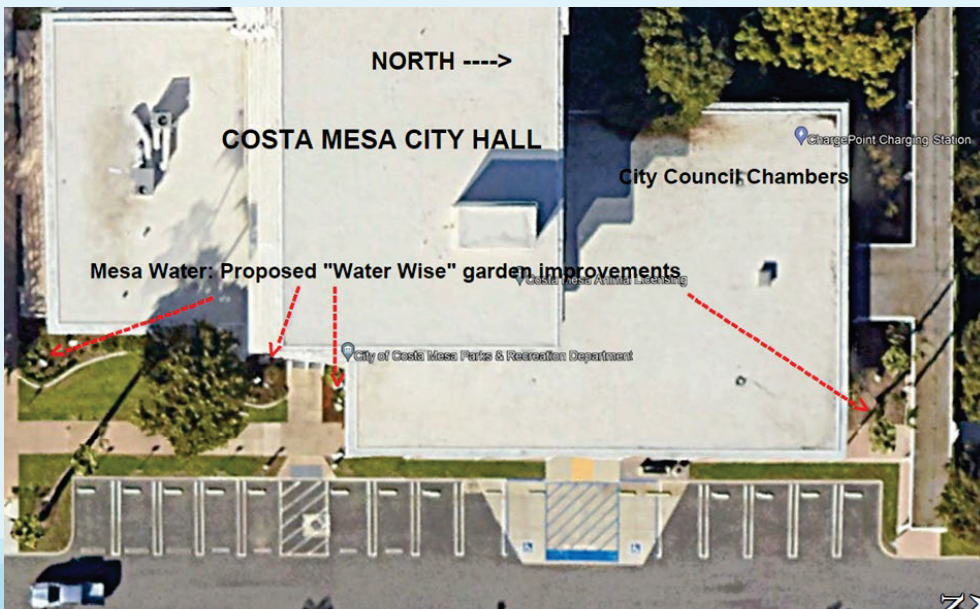 NORTH ---->
COSTA MESA CITY HALL
ChargePoint Charging Station
City Council Chambers
Mesa Water: Proposed "Water Wise" garden improvements
Costa Mesa Animal Licensing
City of Costa Mesa Parks & Recreation Department